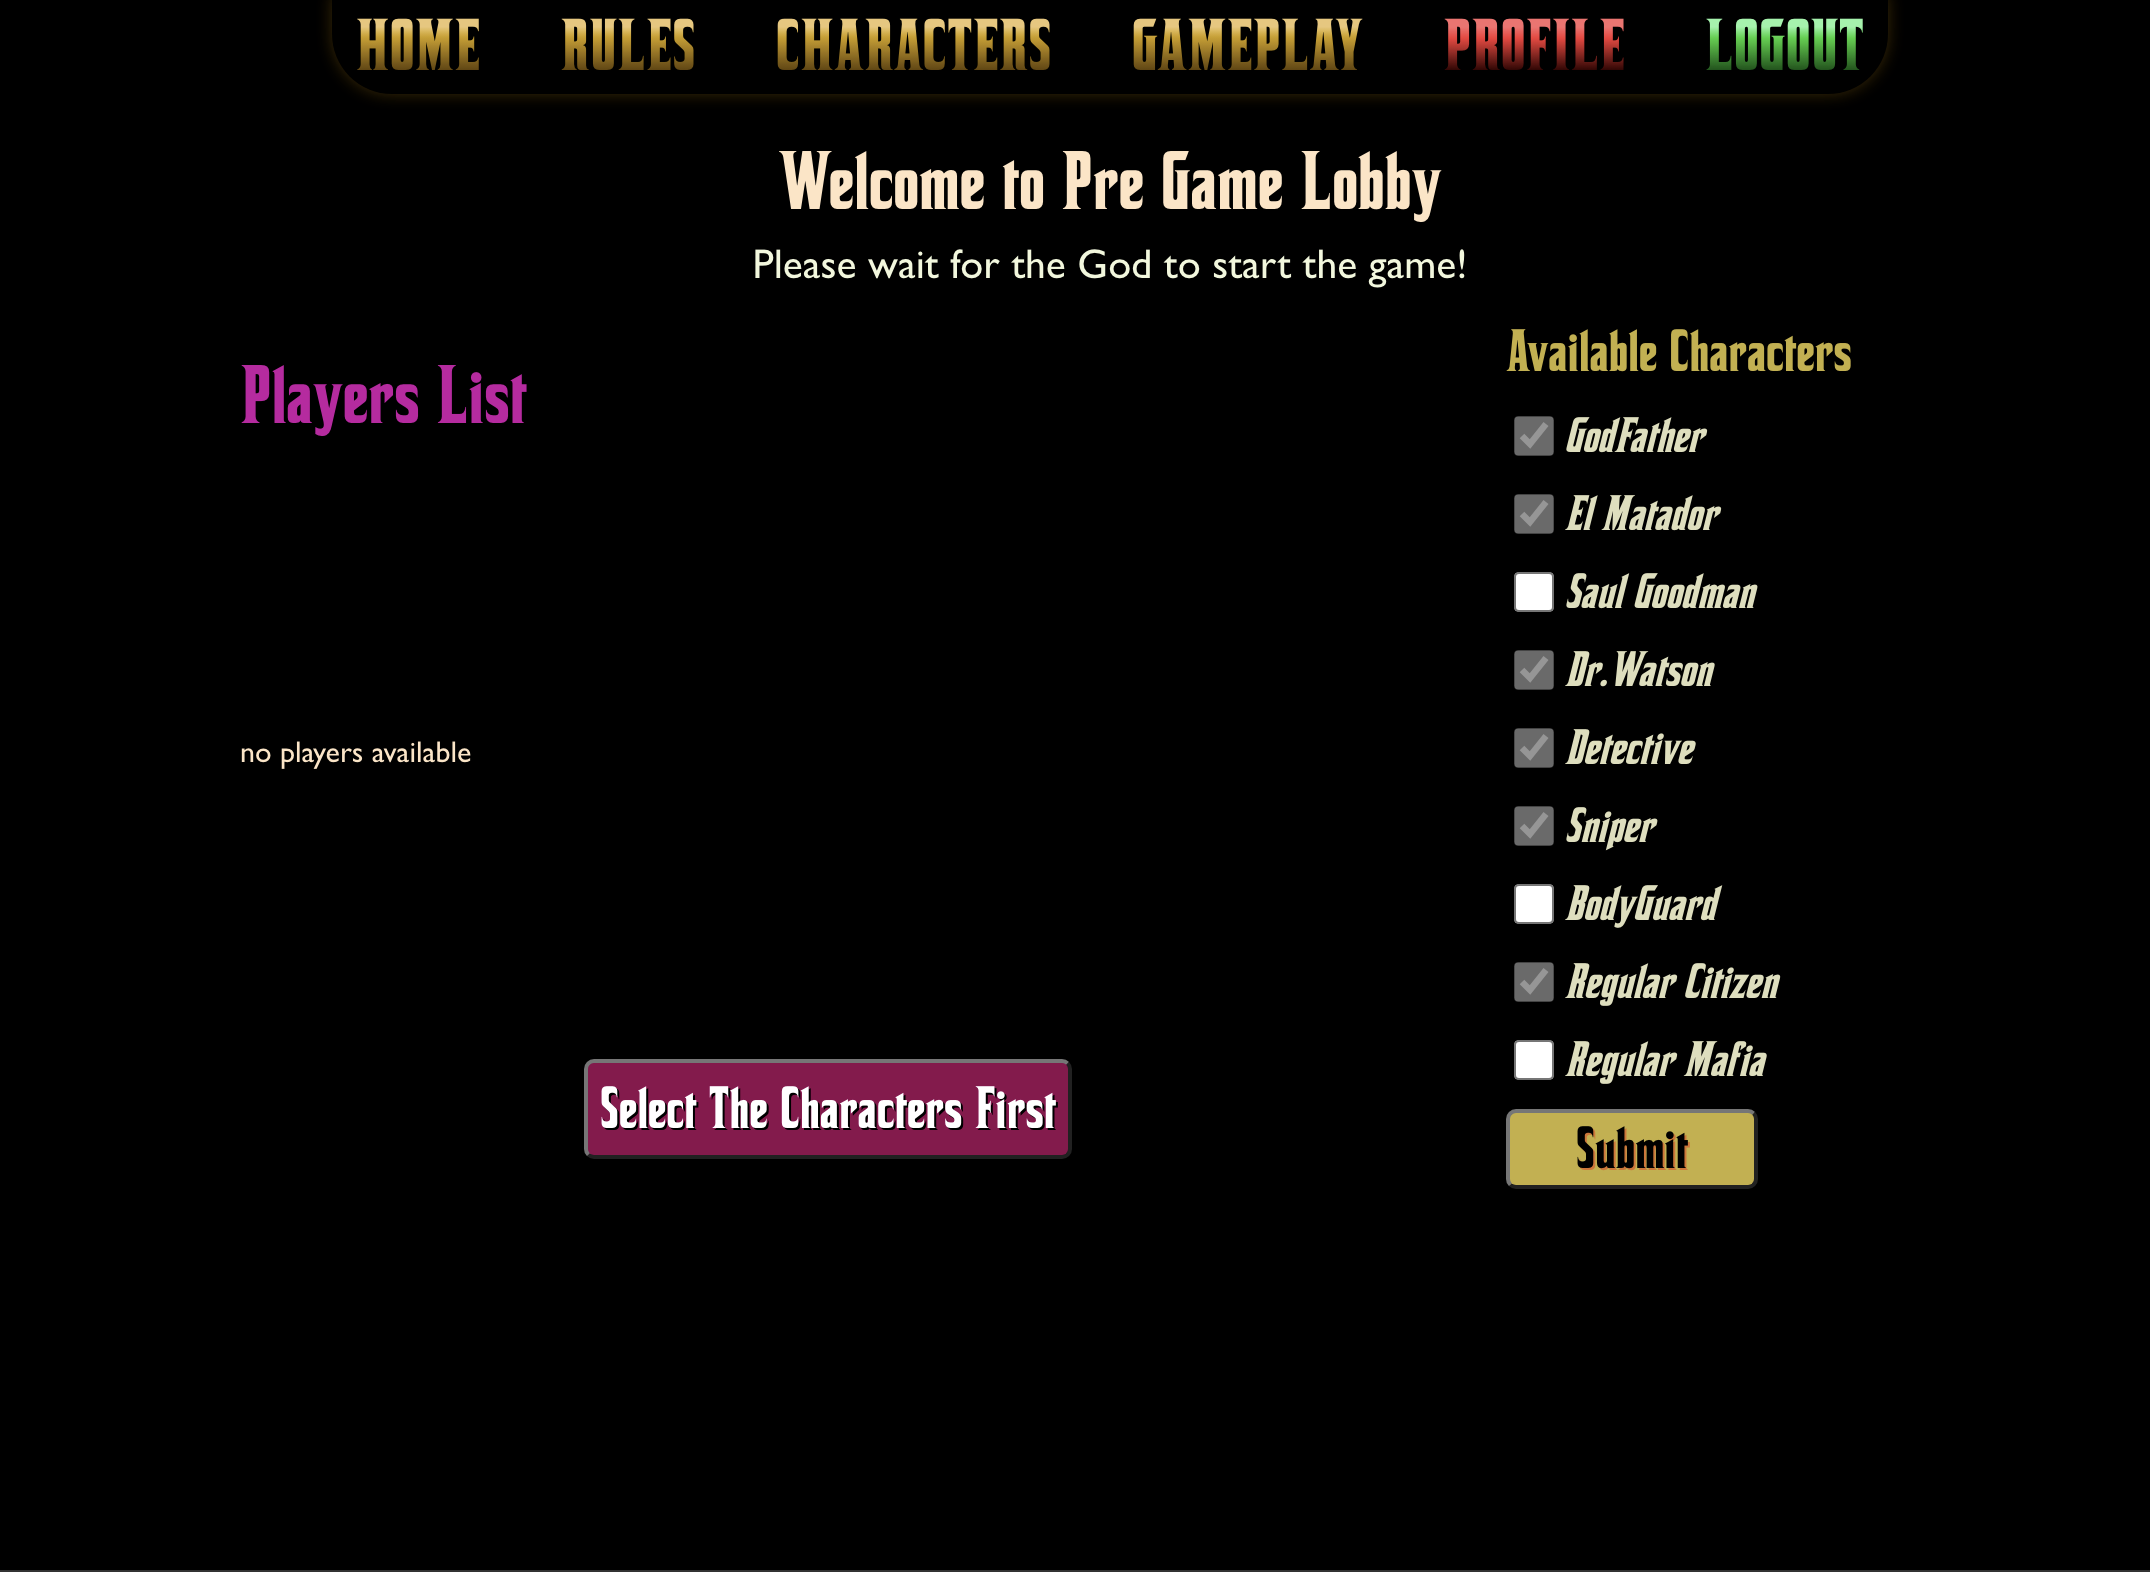 HOME RULES CHARACTERS GAMEPLAY PROFILE LOGOUT
Welcome to Pre Game Lobby
Please wait for the God to start the game!
Players List
no players available
Select The Characters First
Available Characters
GodFather
El Matador
Saul Goodman
Dr. Watson
Detective
Sniper
BodyGuard
Regular Citizen
Regular Mafia
Submit